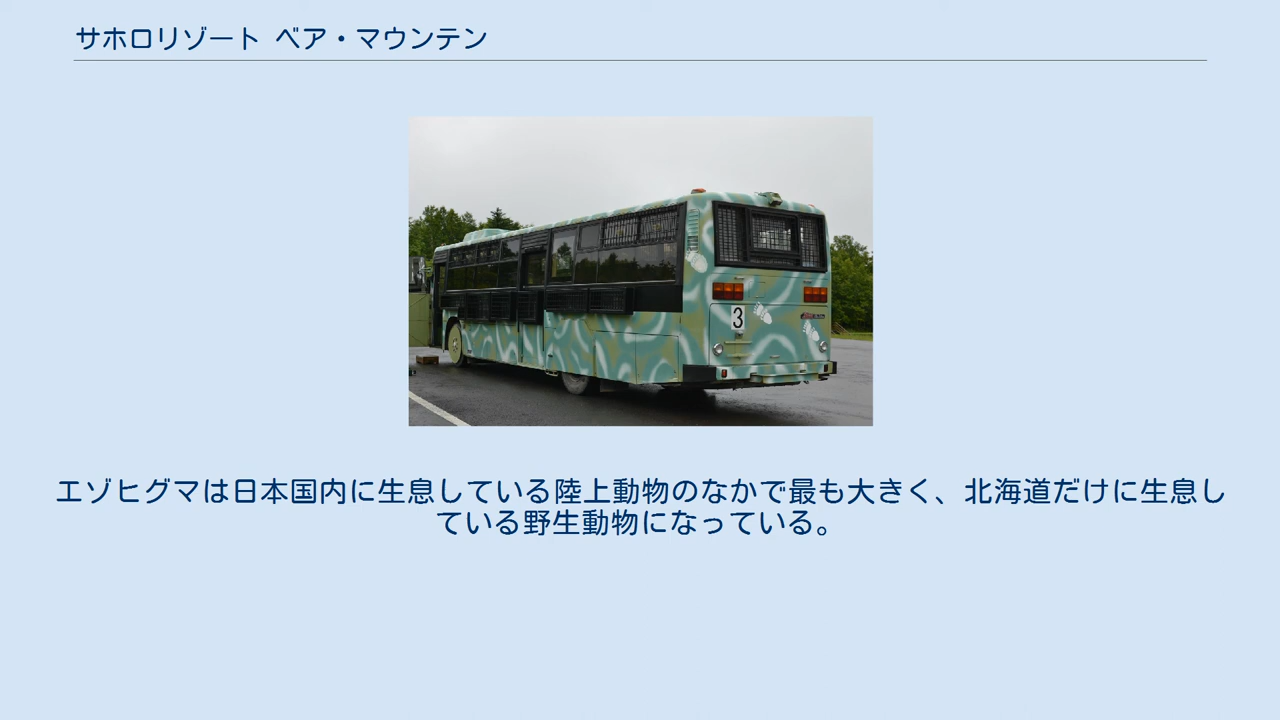 サホロリゾート ベア・マウンテン
3
エゾヒグマは日本国内に生息している陸上動物のなかで最も大きく、北海道だけに生息し
ている野生動物になっている。